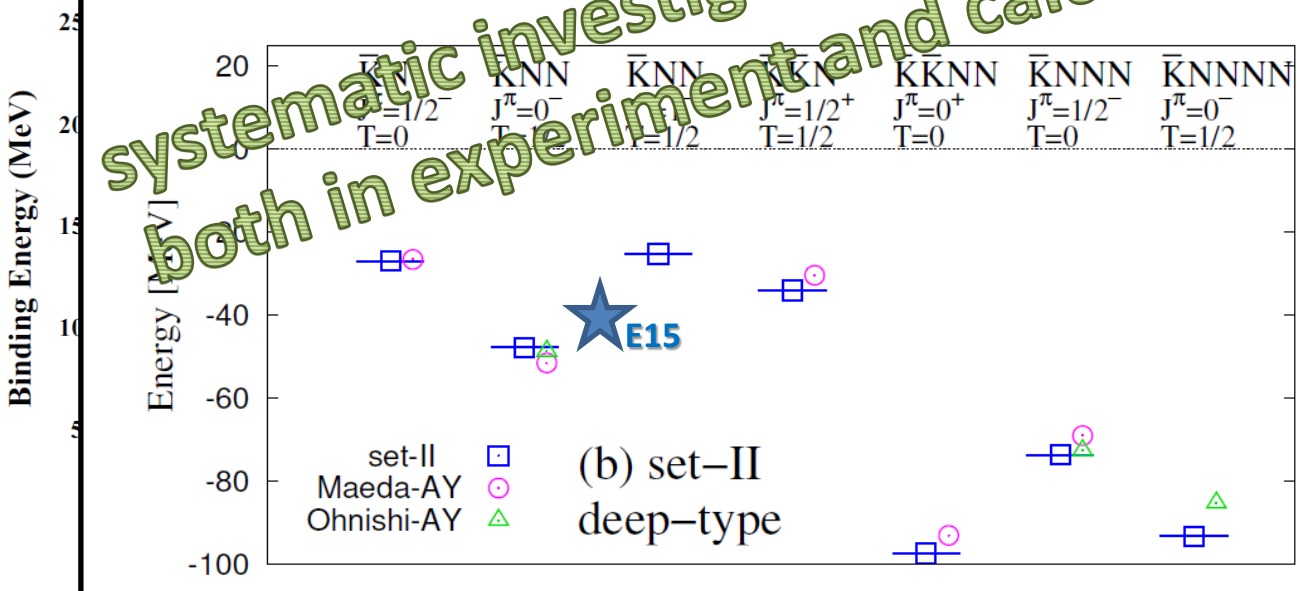 systematic investig
both in experiment and calc
Binding Energy (MeV)
25
20
15
10
5
Energy [MeV]
20
0
-20
-40
-60
-80
-100
K̄N
J^π=1/2⁻
T=0
K̄NN
J^π=0⁻
T=1/2
K̄NN
T=1/2
K̄K̄N
J^π=1/2⁺
T=1/2
K̄K̄NN
J^π=0⁺
T=0
K̄NNN
J^π=1/2⁻
T=0
K̄NNNN
J^π=0⁻
T=1/2
E15
set-II
Maeda-AY
Ohnishi-AY
(b) set–II
deep–type